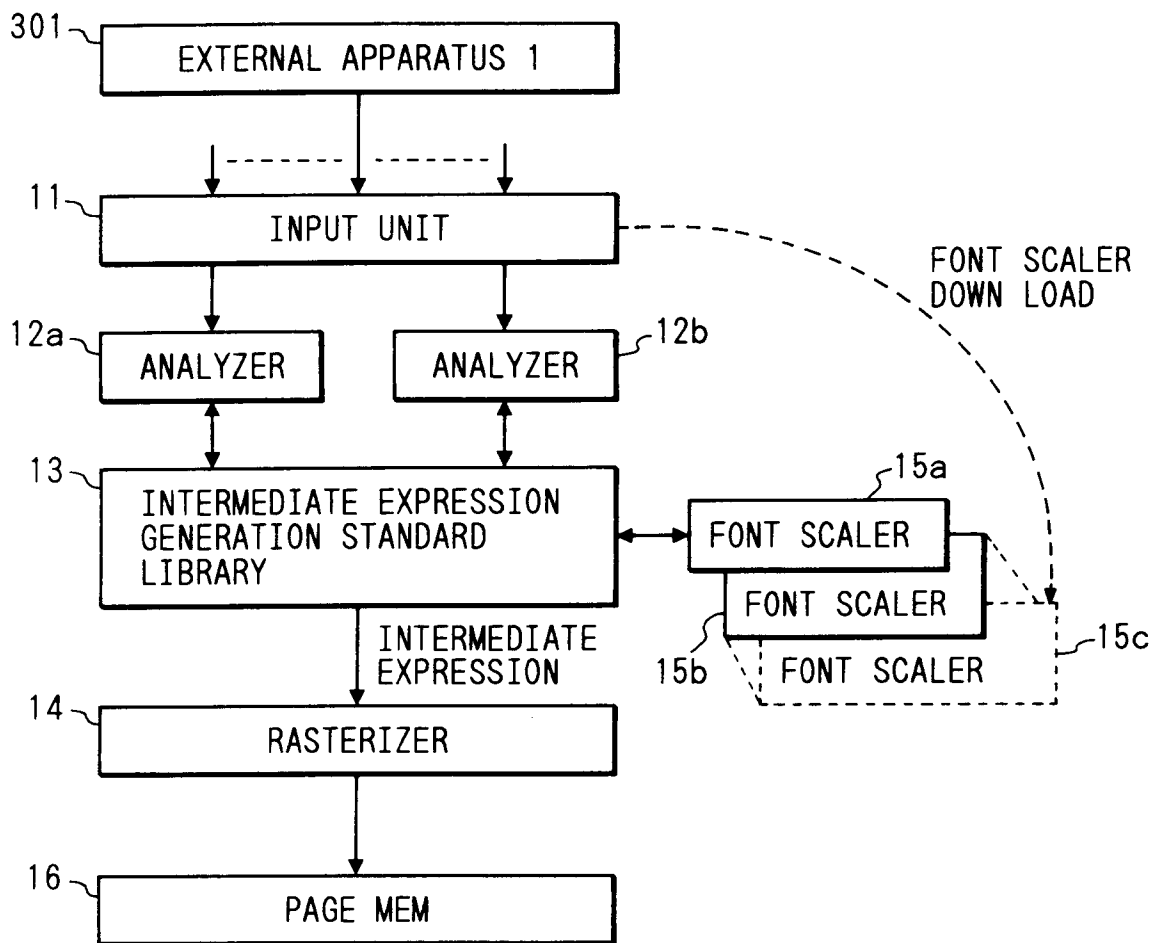 301
EXTERNAL APPARATUS 1
11
INPUT UNIT
FONT SCALER
DOWN LOAD
12a
ANALYZER
ANALYZER
12b
13
INTERMEDIATE EXPRESSION
GENERATION STANDARD
LIBRARY
15a
FONT SCALER
FONT SCALER
15b
FONT SCALER
15c
INTERMEDIATE
EXPRESSION
14
RASTERIZER
16
PAGE MEM